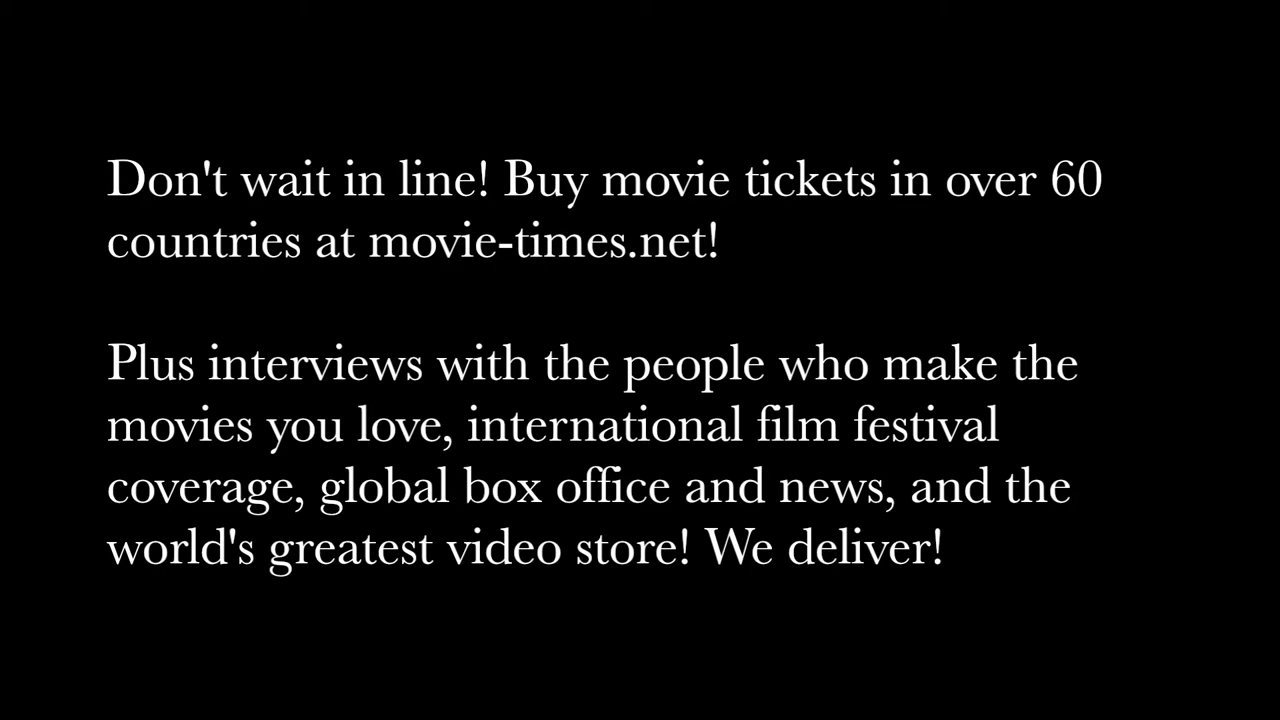 Don't wait in line! Buy movie tickets in over 60
countries at movie-times.net!
Plus interviews with the people who make the
movies you love, international film festival
coverage, global box office and news, and the
world's greatest video store! We deliver!